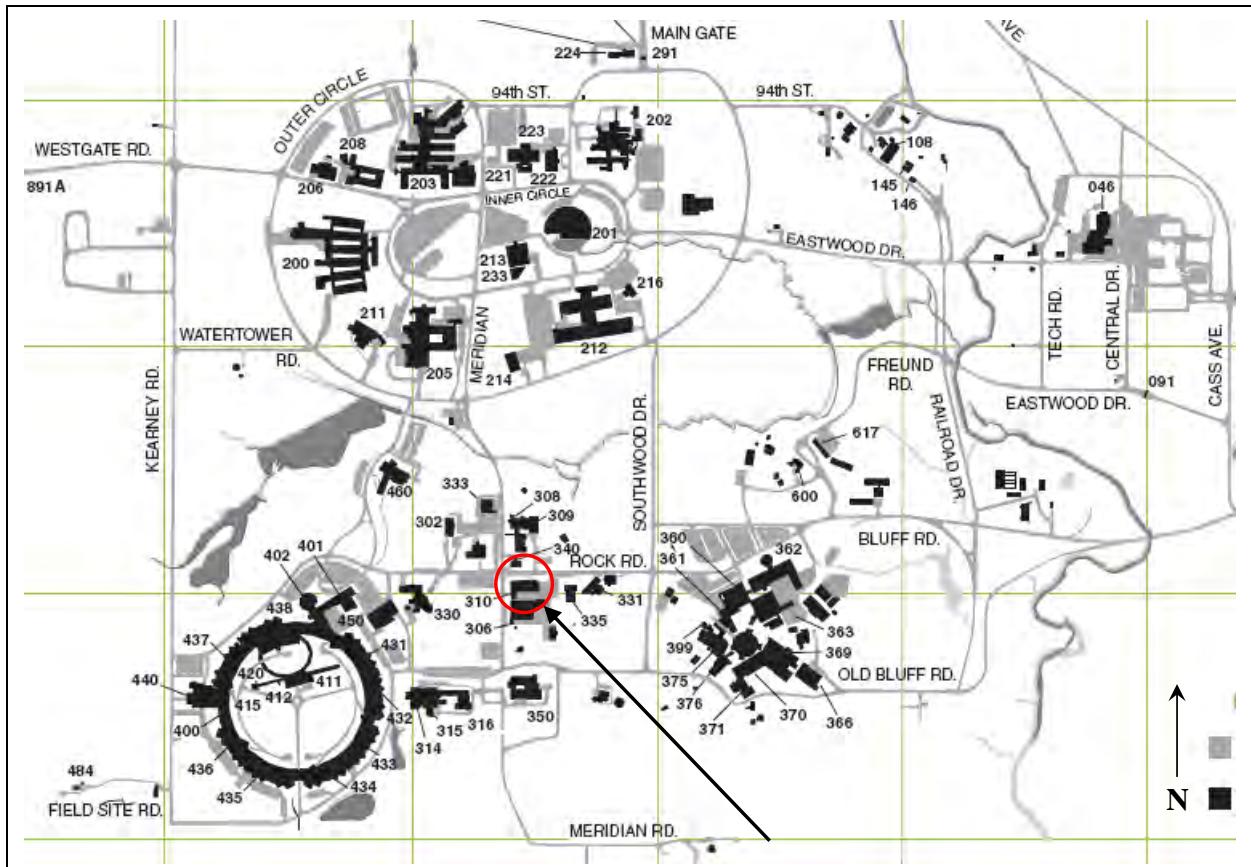 MAIN GATE
224
291
AVE
OUTER CIRCLE
94th ST.
94th ST.
WESTGATE RD.
208
223
202
108
891 A
206
203
221
222
INNER CIRCLE
145
146
046
200
213
233
201
EASTWOOD DR.
216
211
WATERTOWER
RD.
205
MERIDIAN
214
212
TECH RD.
CENTRAL DR.
CASS AVE.
FREUND
RD.
091
EASTWOOD DR.
KEARNEY RD.
SOUTHWOOD DR.
RAILROAD DR.
617
460
333
308
309
600
302
340
360
362
BLUFF RD.
402
401
ROCK RD.
361
438
450
330
310
331
306
335
363
437
431
399
369
440
420
411
OLD BLUFF RD.
415
412
375
400
432
376
314
315
316
350
371
370
366
436
433
484
435
434
FIELD SITE RD.
MERIDIAN RD.
N